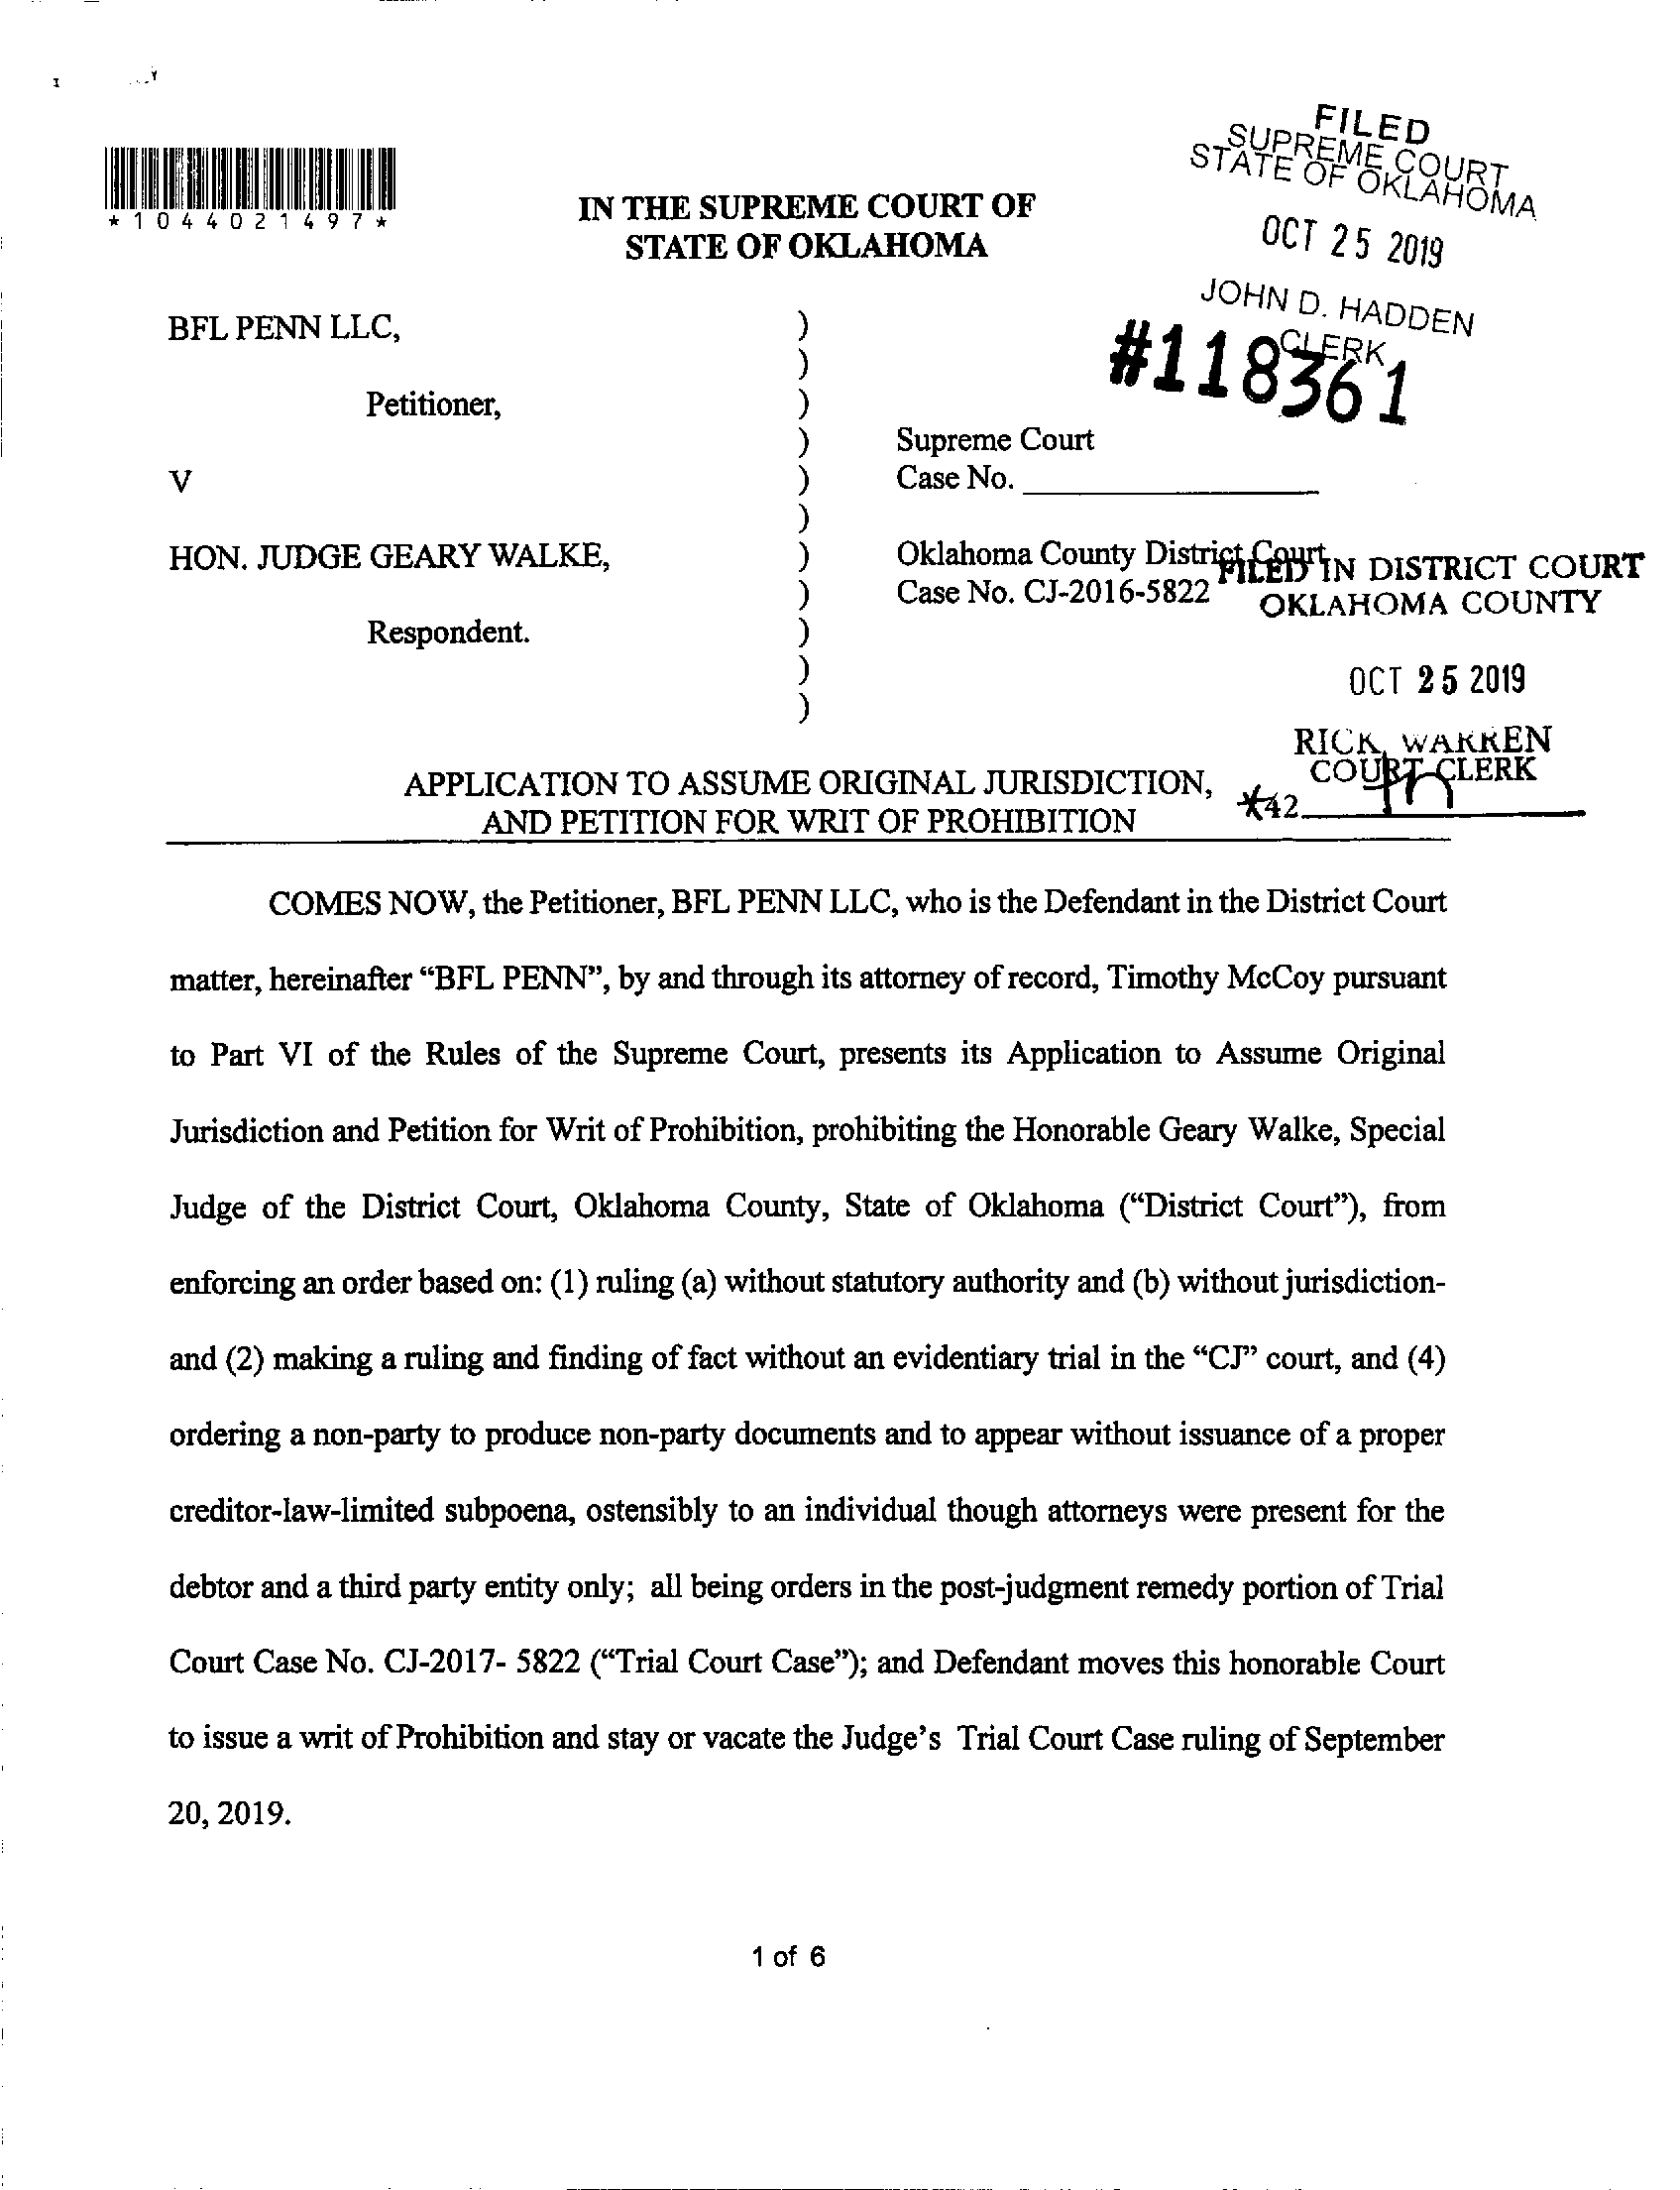 FILED
SUPREME COURT
STATE OF OKLAHOMA
OCT 25 2019
JOHN D. HADDEN
CLERK
#118361
*1044021497*
IN THE SUPREME COURT OF
STATE OF OKLAHOMA
BFL PENN LLC,
Petitioner,
V
HON. JUDGE GEARY WALKE,
Respondent.
)
)
)
)
)
)
)
)
)
)
)
Supreme Court
Case No.
Oklahoma County District Court
Case No. CJ-2016-5822
FILED IN DISTRICT COURT
OKLAHOMA COUNTY
OCT 25 2019
RICK WARREN
COURT CLERK
42
APPLICATION TO ASSUME ORIGINAL JURISDICTION,
AND PETITION FOR WRIT OF PROHIBITION
COMES NOW, the Petitioner, BFL PENN LLC, who is the Defendant in the District Court
matter, hereinafter “BFL PENN”, by and through its attorney of record, Timothy McCoy pursuant
to Part VI of the Rules of the Supreme Court, presents its Application to Assume Original
Jurisdiction and Petition for Writ of Prohibition, prohibiting the Honorable Geary Walke, Special
Judge of the District Court, Oklahoma County, State of Oklahoma (“District Court”), from
enforcing an order based on: (1) ruling (a) without statutory authority and (b) without jurisdiction-
and (2) making a ruling and finding of fact without an evidentiary trial in the “CJ” court, and (4)
ordering a non-party to produce non-party documents and to appear without issuance of a proper
creditor-law-limited subpoena, ostensibly to an individual though attorneys were present for the
debtor and a third party entity only; all being orders in the post-judgment remedy portion of Trial
Court Case No. CJ-2017- 5822 (“Trial Court Case”); and Defendant moves this honorable Court
to issue a writ of Prohibition and stay or vacate the Judge’s Trial Court Case ruling of September
20, 2019.
1 of 6